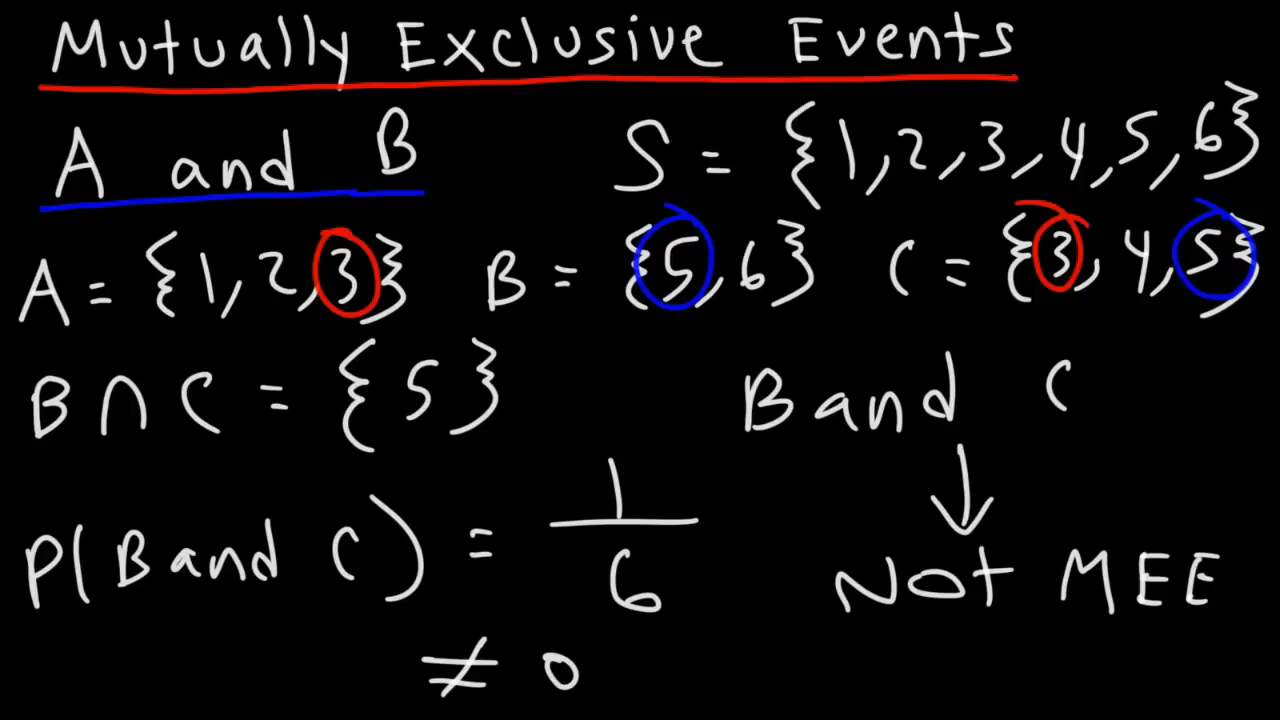 Mutually Exclusive Events
A and B S = {1, 2, 3, 4, 5, 6}
A = {1, 2, 3} B = {5, 6} C = {3, 4, 5}
B ∩ C = {5} B and C
P(B and C) = 1/6 ↓ Not MEE
≠ 0